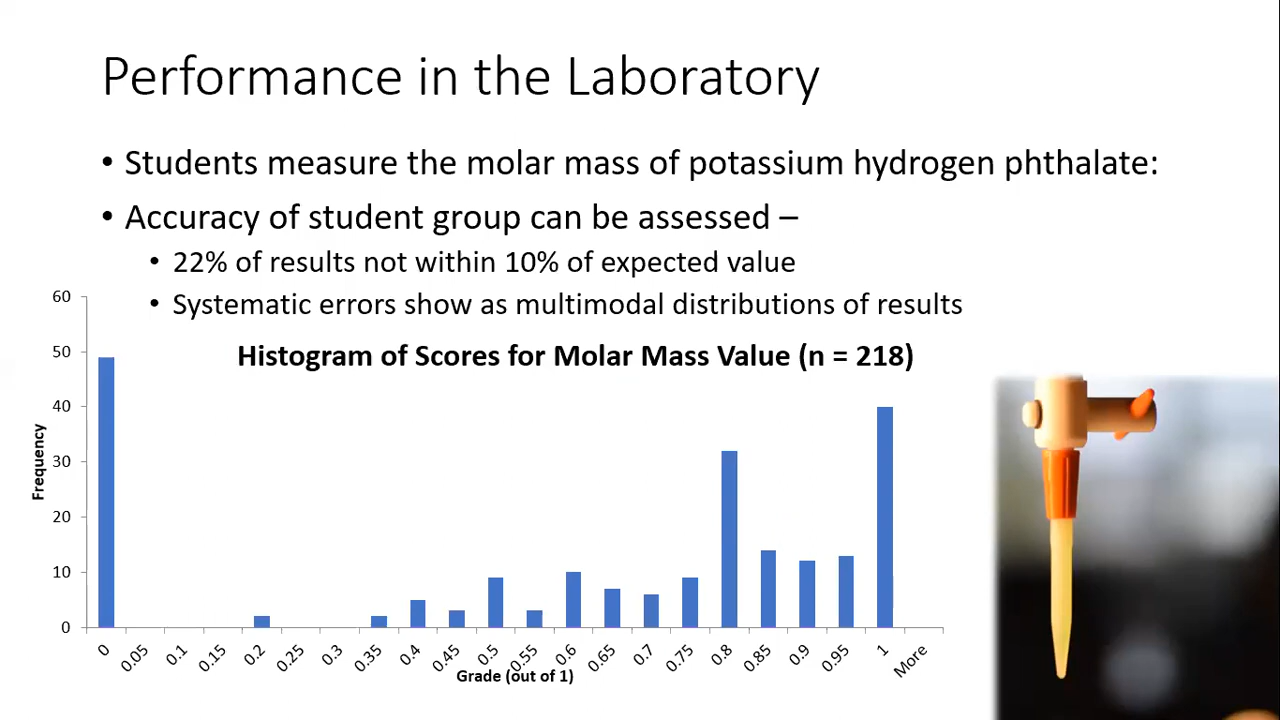 Performance in the Laboratory
• Students measure the molar mass of potassium hydrogen phthalate:
• Accuracy of student group can be assessed –
• 22% of results not within 10% of expected value
• Systematic errors show as multimodal distributions of results
Histogram of Scores for Molar Mass Value (n = 218)
Frequency
60
50
40
30
20
10
0
0 0.05 0.1 0.15 0.2 0.25 0.3 0.35 0.4 0.45 0.5 0.55 0.6 0.65 0.7 0.75 0.8 0.85 0.9 0.95 1 More
Grade (out of 1)